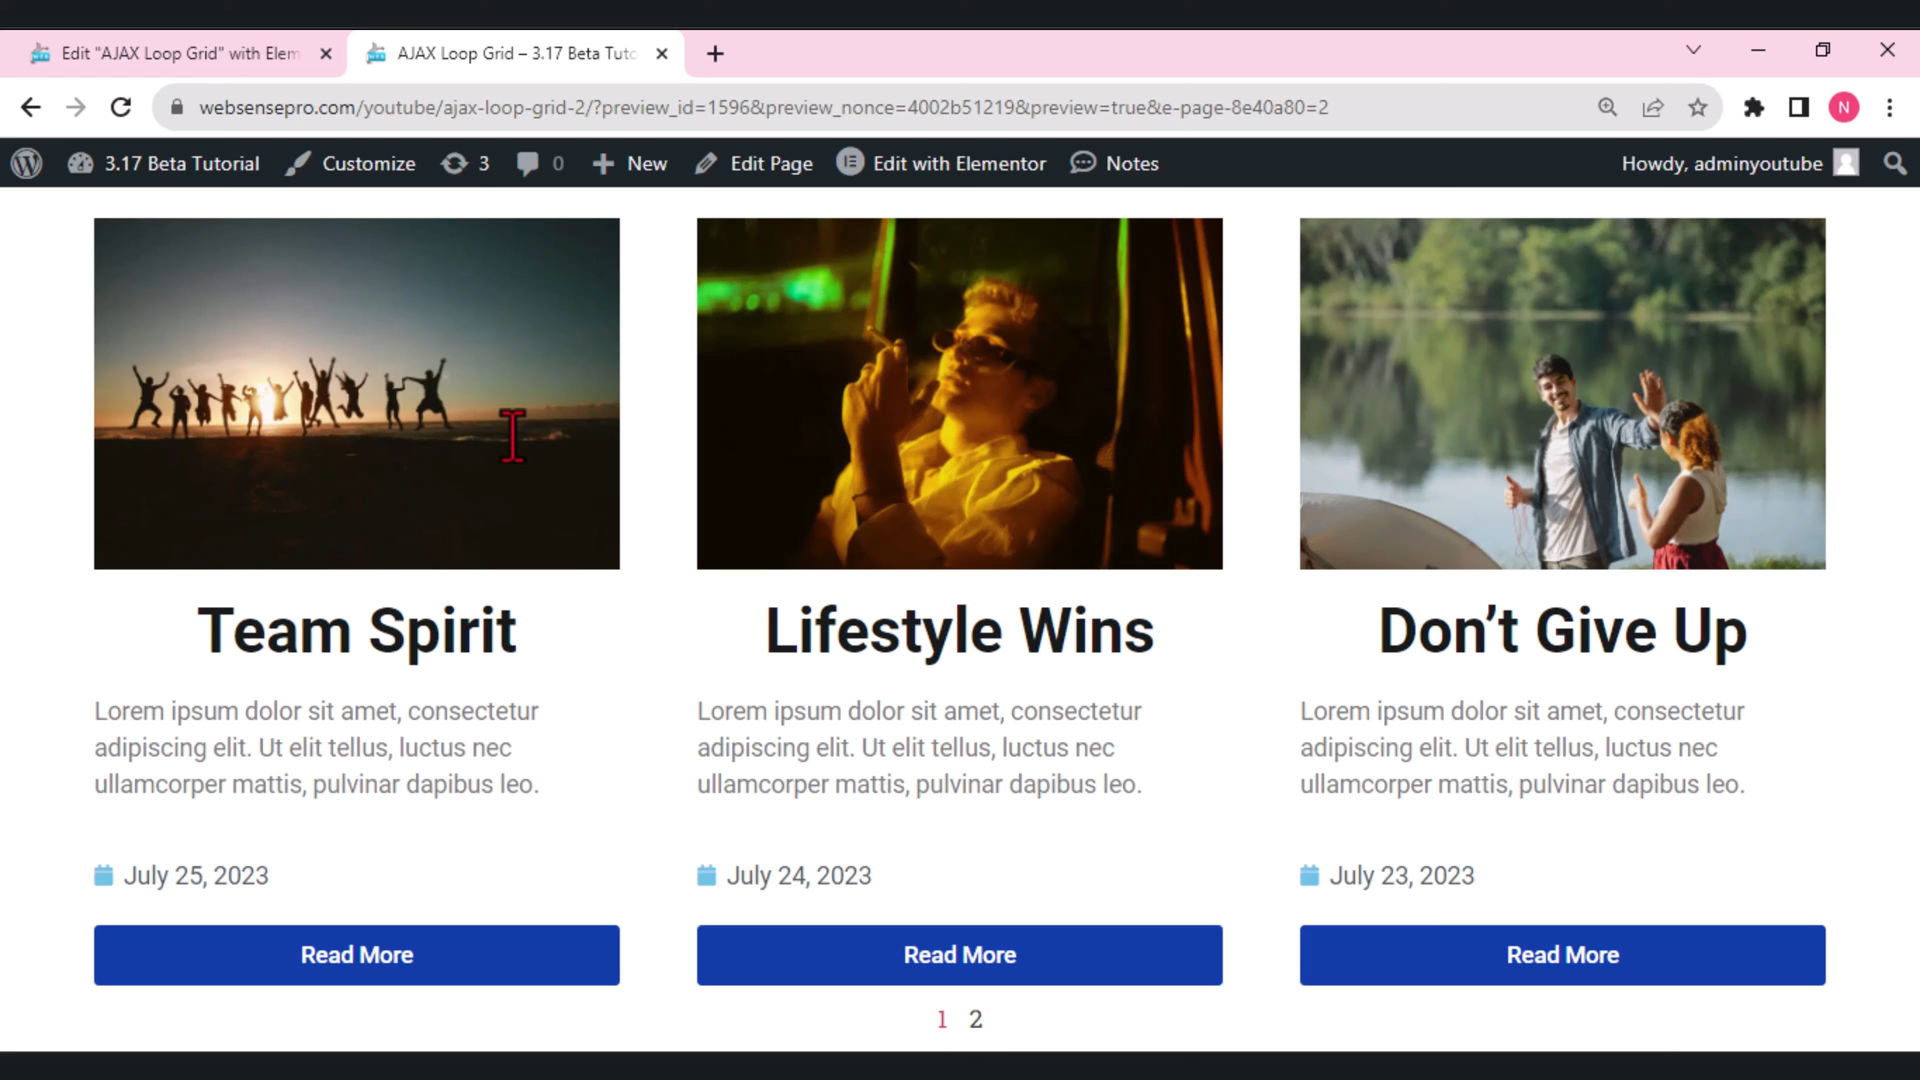 Edit "AJAX Loop Grid" with Elem
AJAX Loop Grid – 3.17 Beta Tuto
websensepro.com/youtube/ajax-loop-grid-2/?preview_id=1596&preview_nonce=4002b51219&preview=true&e-page-8e40a80=2
N
3.17 Beta Tutorial
Customize
3
0
New
Edit Page
Edit with Elementor
Notes
Howdy, adminyoutube
Team Spirit
Lorem ipsum dolor sit amet, consectetur
adipiscing elit. Ut elit tellus, luctus nec
ullamcorper mattis, pulvinar dapibus leo.
July 25, 2023
Read More
Lifestyle Wins
Lorem ipsum dolor sit amet, consectetur
adipiscing elit. Ut elit tellus, luctus nec
ullamcorper mattis, pulvinar dapibus leo.
July 24, 2023
Read More
Don’t Give Up
Lorem ipsum dolor sit amet, consectetur
adipiscing elit. Ut elit tellus, luctus nec
ullamcorper mattis, pulvinar dapibus leo.
July 23, 2023
Read More
1 2